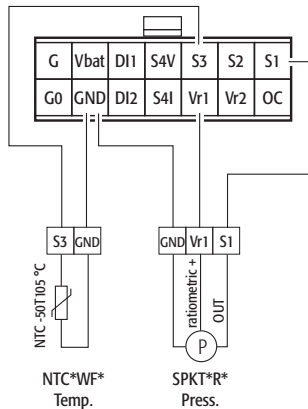 G Vbat DI1 S4V S3 S2 S1
G0 GND DI2 S4I Vr1 Vr2 OC
S3 GND
GND Vr1 S1
NTC -50T105 °C
ratiometric +
OUT
P
NTC*WF*
Temp.
SPKT*R*
Press.